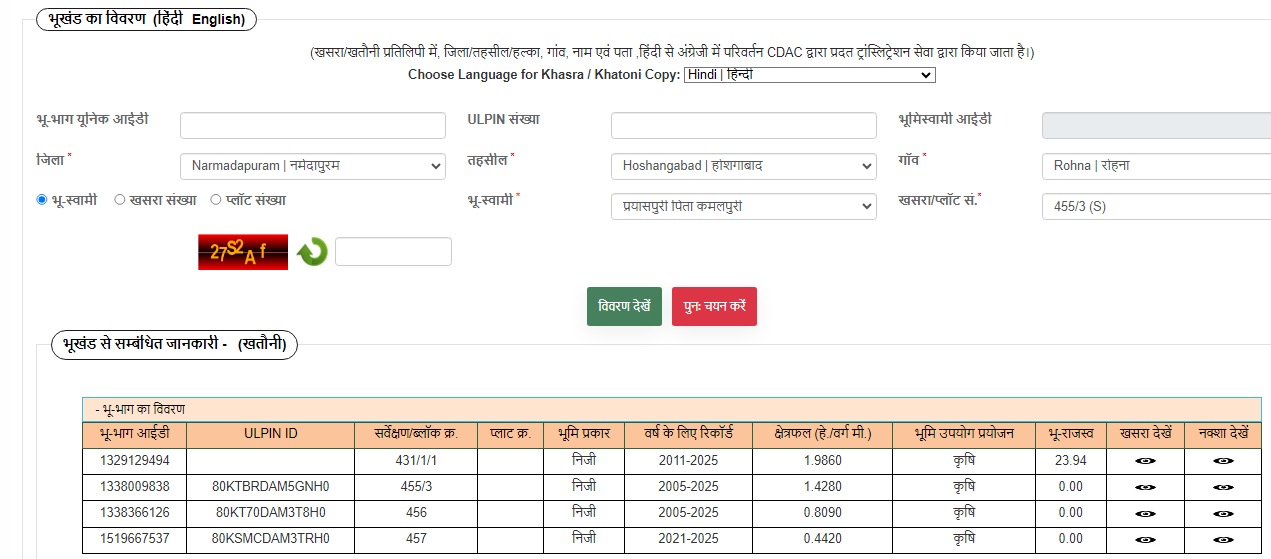 भूखंड का विवरण (हिंदी English)
(खसरा/खतौनी प्रतिलिपी में, जिला/तहसील/हल्का, गांव, नाम एवं पता ,हिंदी से अंग्रेजी में परिवर्तन CDAC द्वारा प्रदत ट्रांस्लिट्रेशन सेवा द्वारा किया जाता है।)
Choose Language for Khasra / Khatoni Copy: Hindi | हिन्दी
भू-भाग यूनिक आईडी ULPIN संख्या भूमिस्वामी आईडी
जिला * Narmadapuram | नर्मदापुरम तहसील * Hoshangabad | होशंगाबाद गाँव * Rohna | रोहना
भू-स्वामी खसरा संख्या प्लॉट संख्या भू-स्वामी * प्रयासपुरी पिता कमलपुरी खसरा/प्लॉट सं.* 455/3 (S)
27S2Af
विवरण देखें पुनः चयन करें
भूखंड से सम्बंधित जानकारी - (खतौनी)
- भू-भाग का विवरण
भू-भाग आईडी ULPIN ID सर्वेक्षण/ब्लॉक क्र. प्लाट क्र. भूमि प्रकार वर्ष के लिए रिकॉर्ड क्षेत्रफल (हे./वर्ग मी.) भूमि उपयोग प्रयोजन भू-राजस्व खसरा देखें नक्शा देखें
1329129494 431/1/1 निजी 2011-2025 1.9860 कृषि 23.94
1338009838 80KTBRDAM5GNH0 455/3 निजी 2005-2025 1.4280 कृषि 0.00
1338366126 80KT70DAM3T8H0 456 निजी 2005-2025 0.8090 कृषि 0.00
1519667537 80KSMCDAM3TRH0 457 निजी 2021-2025 0.4420 कृषि 0.00